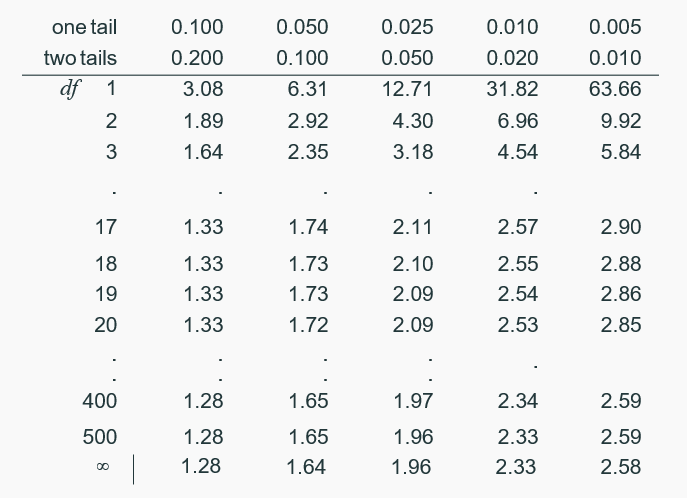 one tail 0.100 0.050 0.025 0.010 0.005
two tails 0.200 0.100 0.050 0.020 0.010
df 1 3.08 6.31 12.71 31.82 63.66
2 1.89 2.92 4.30 6.96 9.92
3 1.64 2.35 3.18 4.54 5.84
. . . . .
17 1.33 1.74 2.11 2.57 2.90
18 1.33 1.73 2.10 2.55 2.88
19 1.33 1.73 2.09 2.54 2.86
20 1.33 1.72 2.09 2.53 2.85
. . . . .
. . . .
400 1.28 1.65 1.97 2.34 2.59
500 1.28 1.65 1.96 2.33 2.59
∞ 1.28 1.64 1.96 2.33 2.58